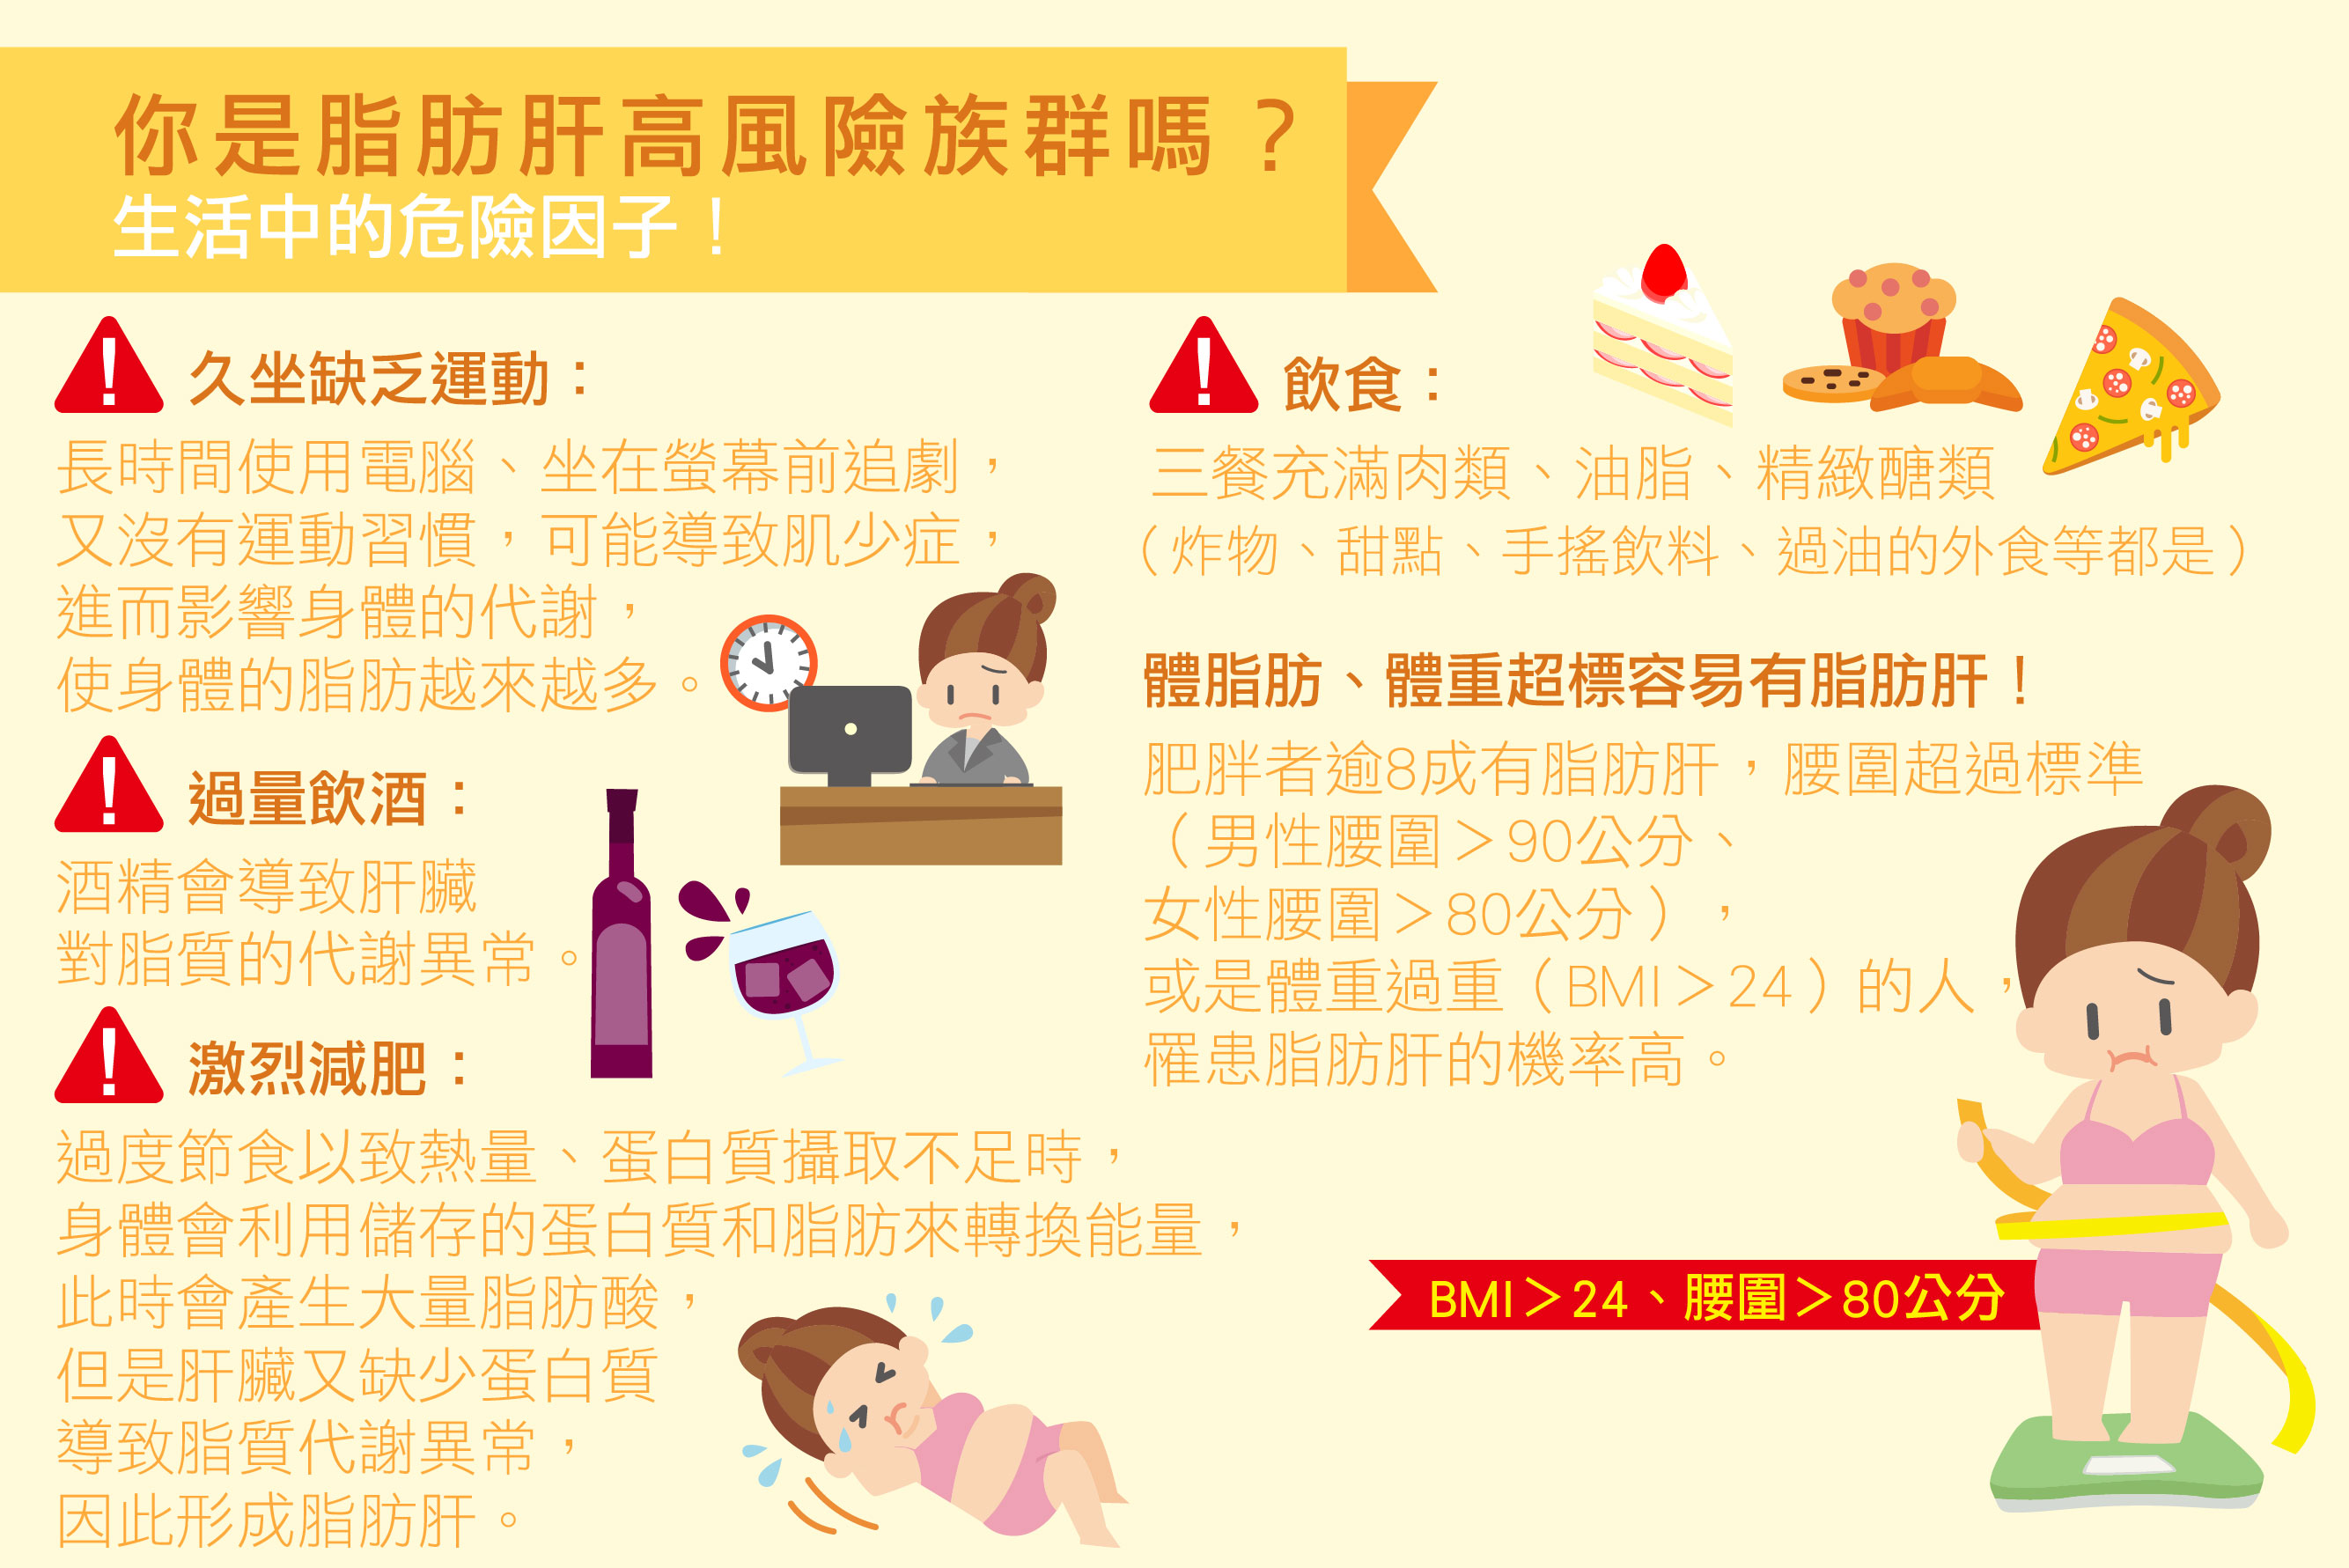 你是脂肪肝高風險族群嗎？
生活中的危險因子！
久坐缺乏運動：
長時間使用電腦、坐在螢幕前追劇，
又沒有運動習慣，可能導致肌少症，
進而影響身體的代謝，
使身體的脂肪越來越多。
過量飲酒：
酒精會導致肝臟
對脂質的代謝異常。
激烈減肥：
過度節食以致熱量、蛋白質攝取不足時，
身體會利用儲存的蛋白質和脂肪來轉換能量，
此時會產生大量脂肪酸，
但是肝臟又缺少蛋白質
導致脂質代謝異常，
因此形成脂肪肝。
飲食：
三餐充滿肉類、油脂、精緻醣類
（炸物、甜點、手搖飲料、過油的外食等都是）
體脂肪、體重超標容易有脂肪肝！
肥胖者逾8成有脂肪肝，腰圍超過標準
（男性腰圍＞90公分、
女性腰圍＞80公分），
或是體重過重（BMI＞24）的人，
罹患脂肪肝的機率高。
BMI＞24、腰圍＞80公分